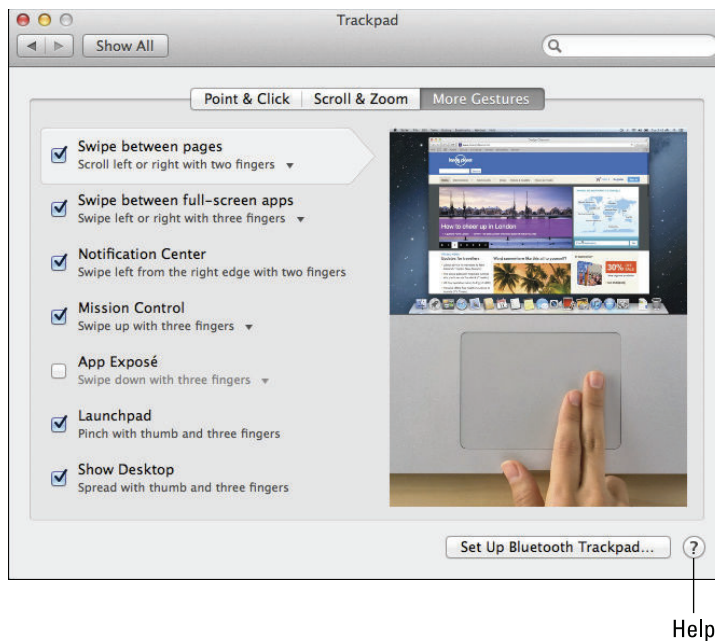 Trackpad
Show All
Point & Click Scroll & Zoom More Gestures
Swipe between pages
Scroll left or right with two fingers
Swipe between full-screen apps
Swipe left or right with three fingers
Notification Center
Swipe left from the right edge with two fingers
Mission Control
Swipe up with three fingers
App Exposé
Swipe down with three fingers
Launchpad
Pinch with thumb and three fingers
Show Desktop
Spread with thumb and three fingers
How to cheer up in London
30% OFF
Set Up Bluetooth Trackpad... ?
Help